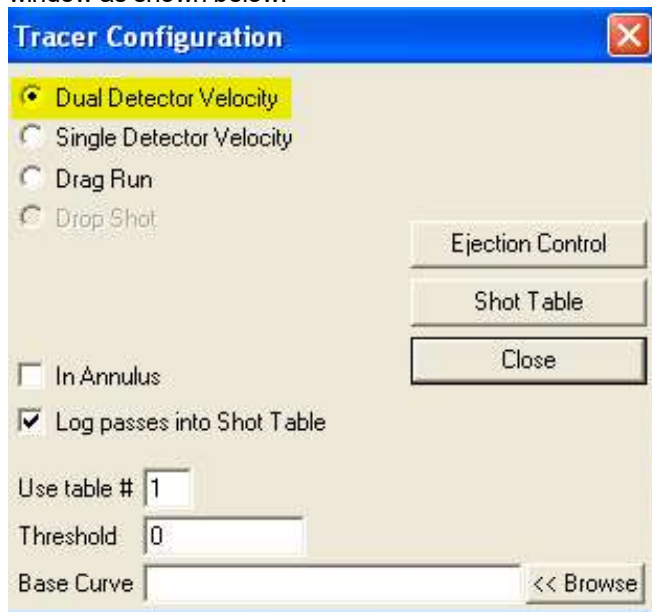 window as shown below.
Tracer Configuration
Dual Detector Velocity
Single Detector Velocity
Drag Run
Drop Shot
Ejection Control
Shot Table
Close
In Annulus
Log passes into Shot Table
Use table # 1
Threshold 0
Base Curve << Browse